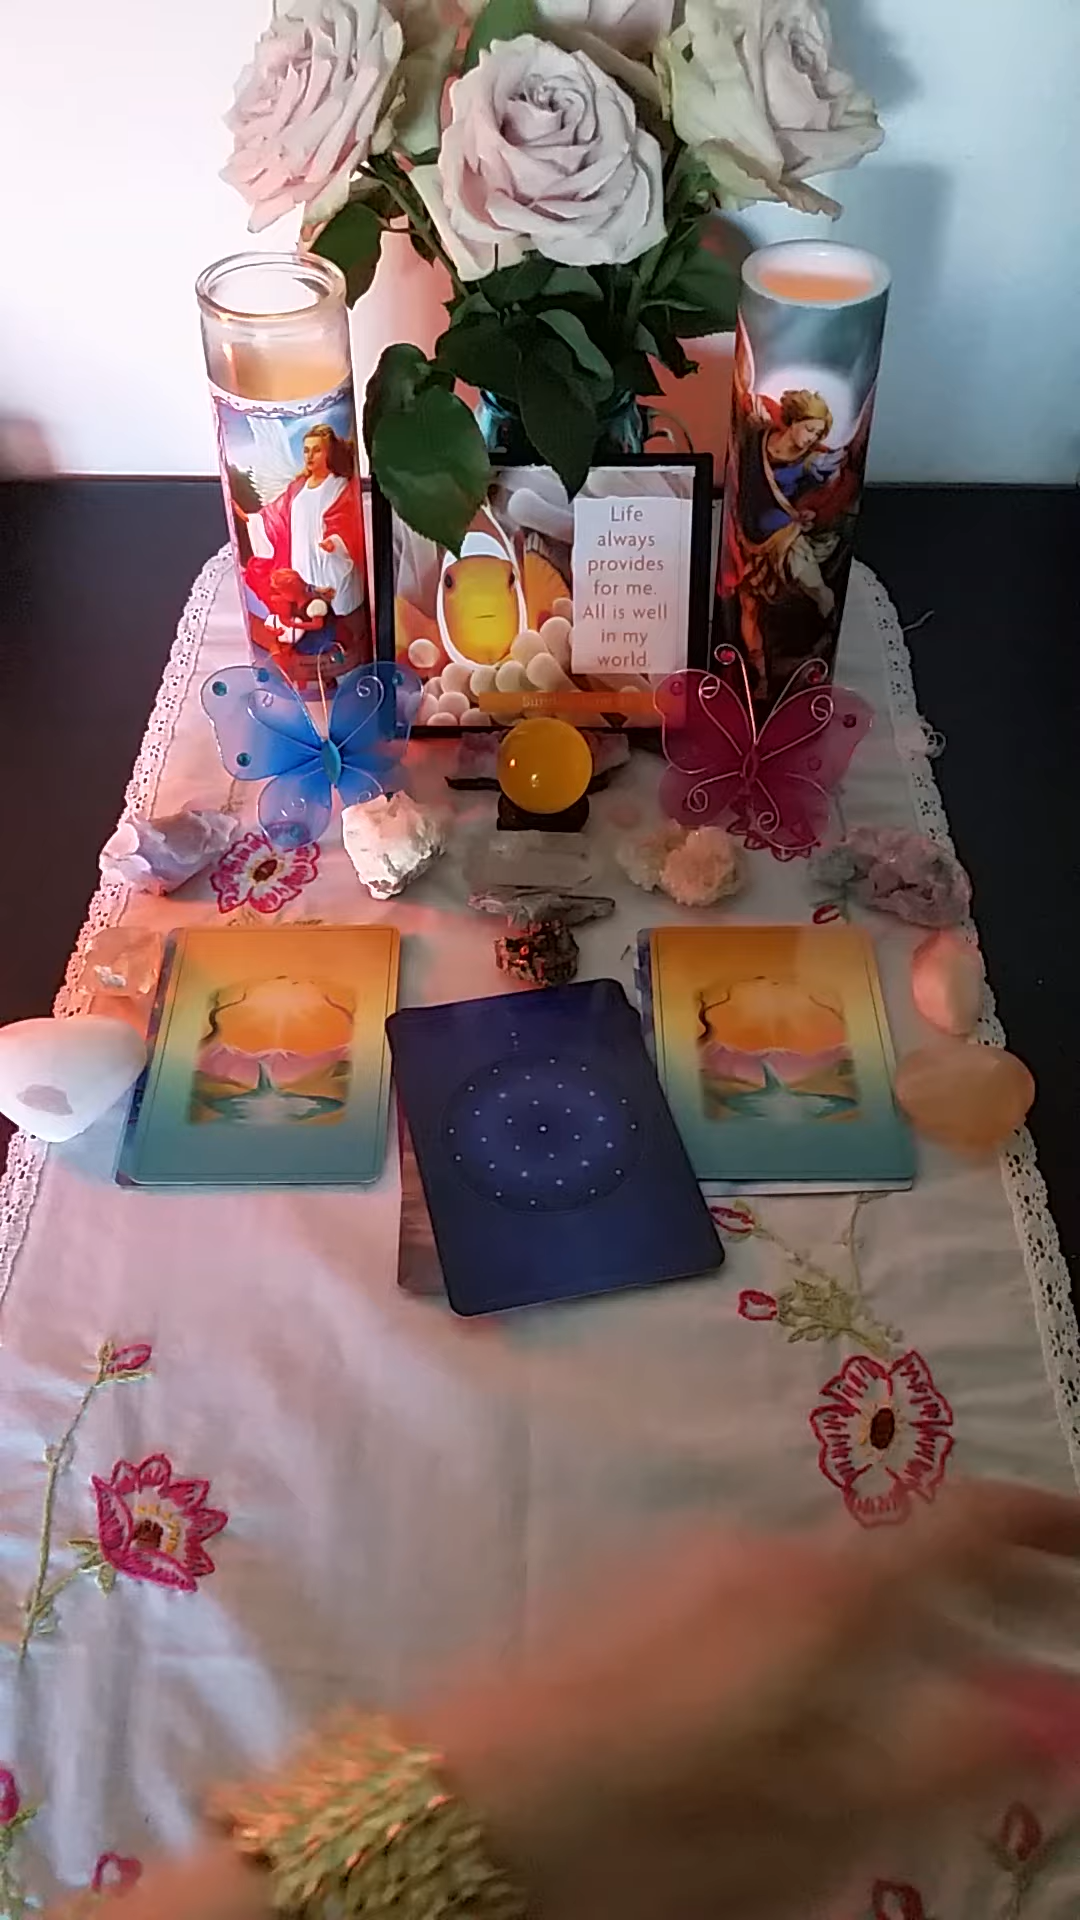 Life
always
provides
for me.
All is well
in my
world.